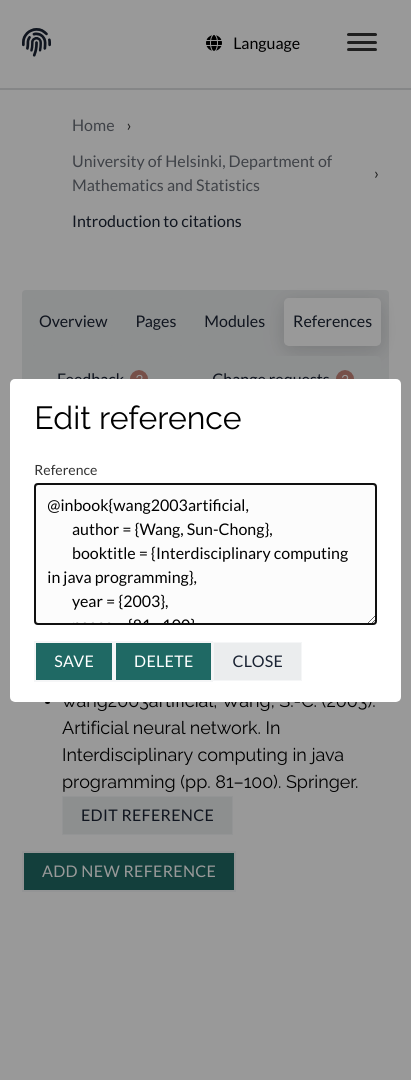 Language
Home ›
University of Helsinki, Department of
Mathematics and Statistics ›
Introduction to citations
Overview Pages Modules References
Feedback Change requests
Edit reference
Reference
@inbook{wang2003artificial,
author = {Wang, Sun-Chong},
booktitle = {Interdisciplinary computing
in java programming},
year = {2003},
SAVE DELETE CLOSE
wang2003artificial, Wang, S.-C. (2003).
Artificial neural network. In
Interdisciplinary computing in java
programming (pp. 81–100). Springer.
EDIT REFERENCE
ADD NEW REFERENCE